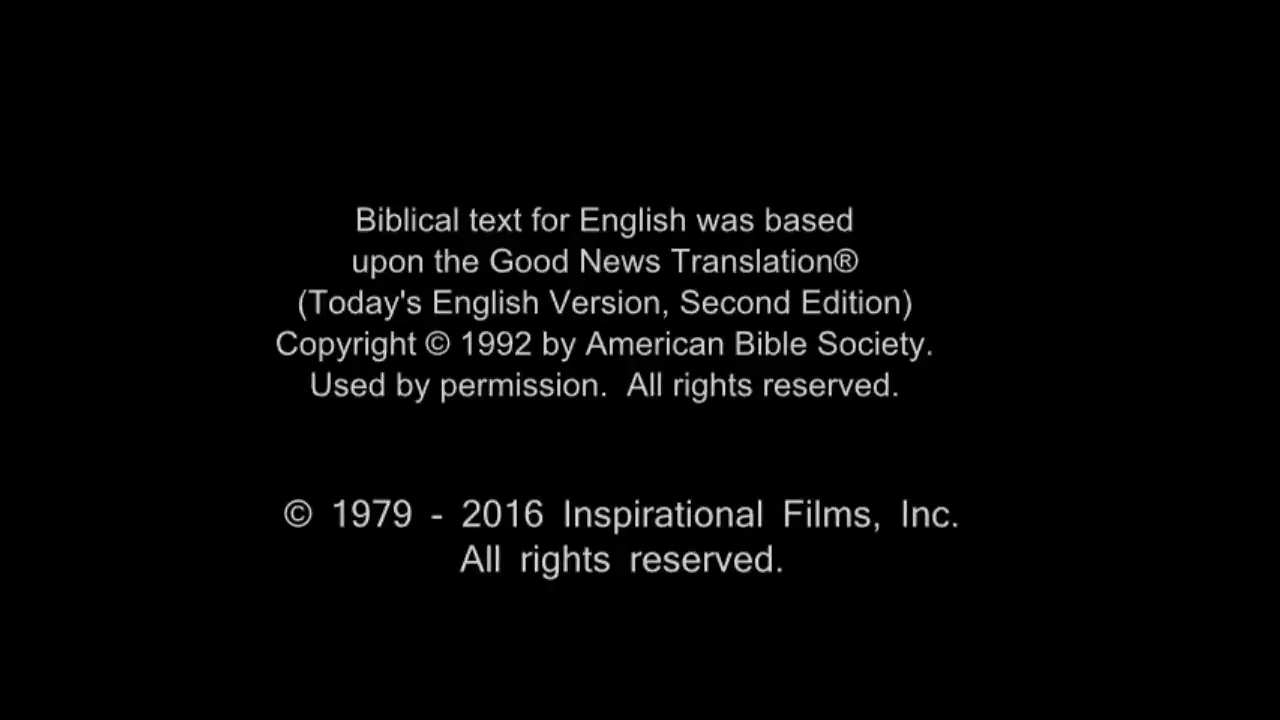 Biblical text for English was based
upon the Good News Translation®
(Today's English Version, Second Edition)
Copyright © 1992 by American Bible Society.
Used by permission.  All rights reserved.
© 1979 - 2016 Inspirational Films, Inc.
All rights reserved.